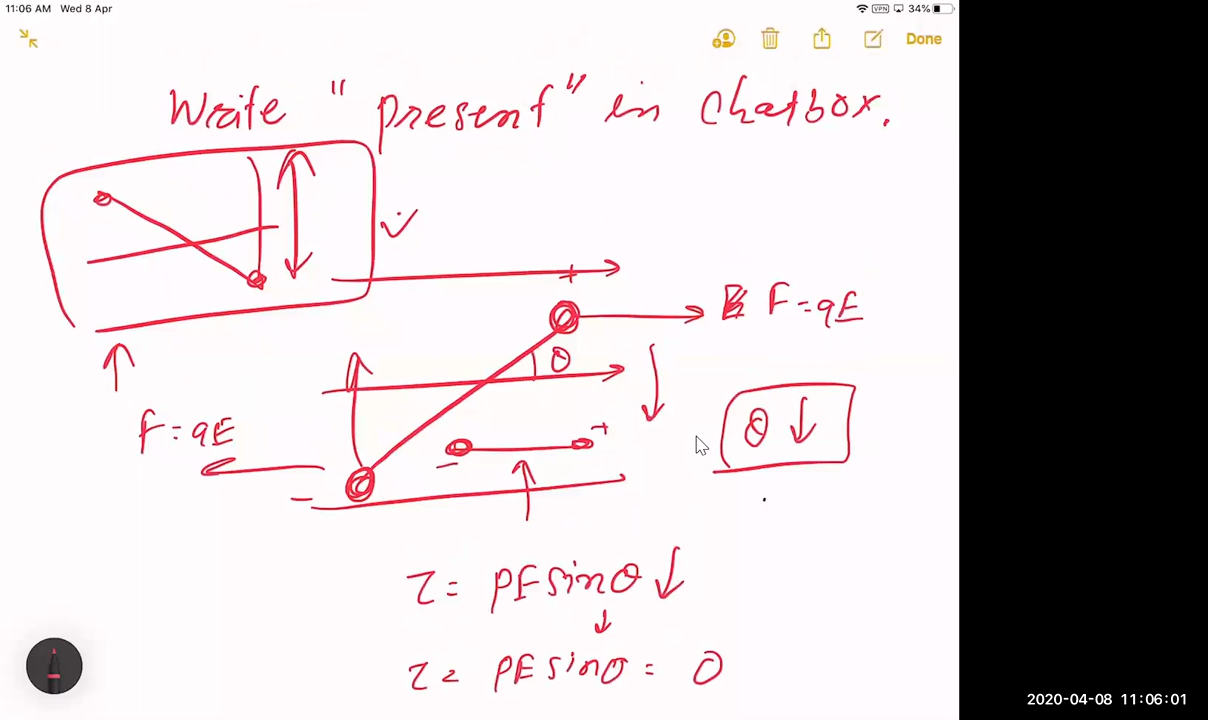 11:06 AM Wed 8 Apr
VPN 34%
Done
Write "present" in Chatbox.
+
F = qE
θ
F = qE
θ ↓
+
−
−
τ = PE sinθ ↓
↓
τ = PE sinθ = 0
2020-04-08 11:06:01